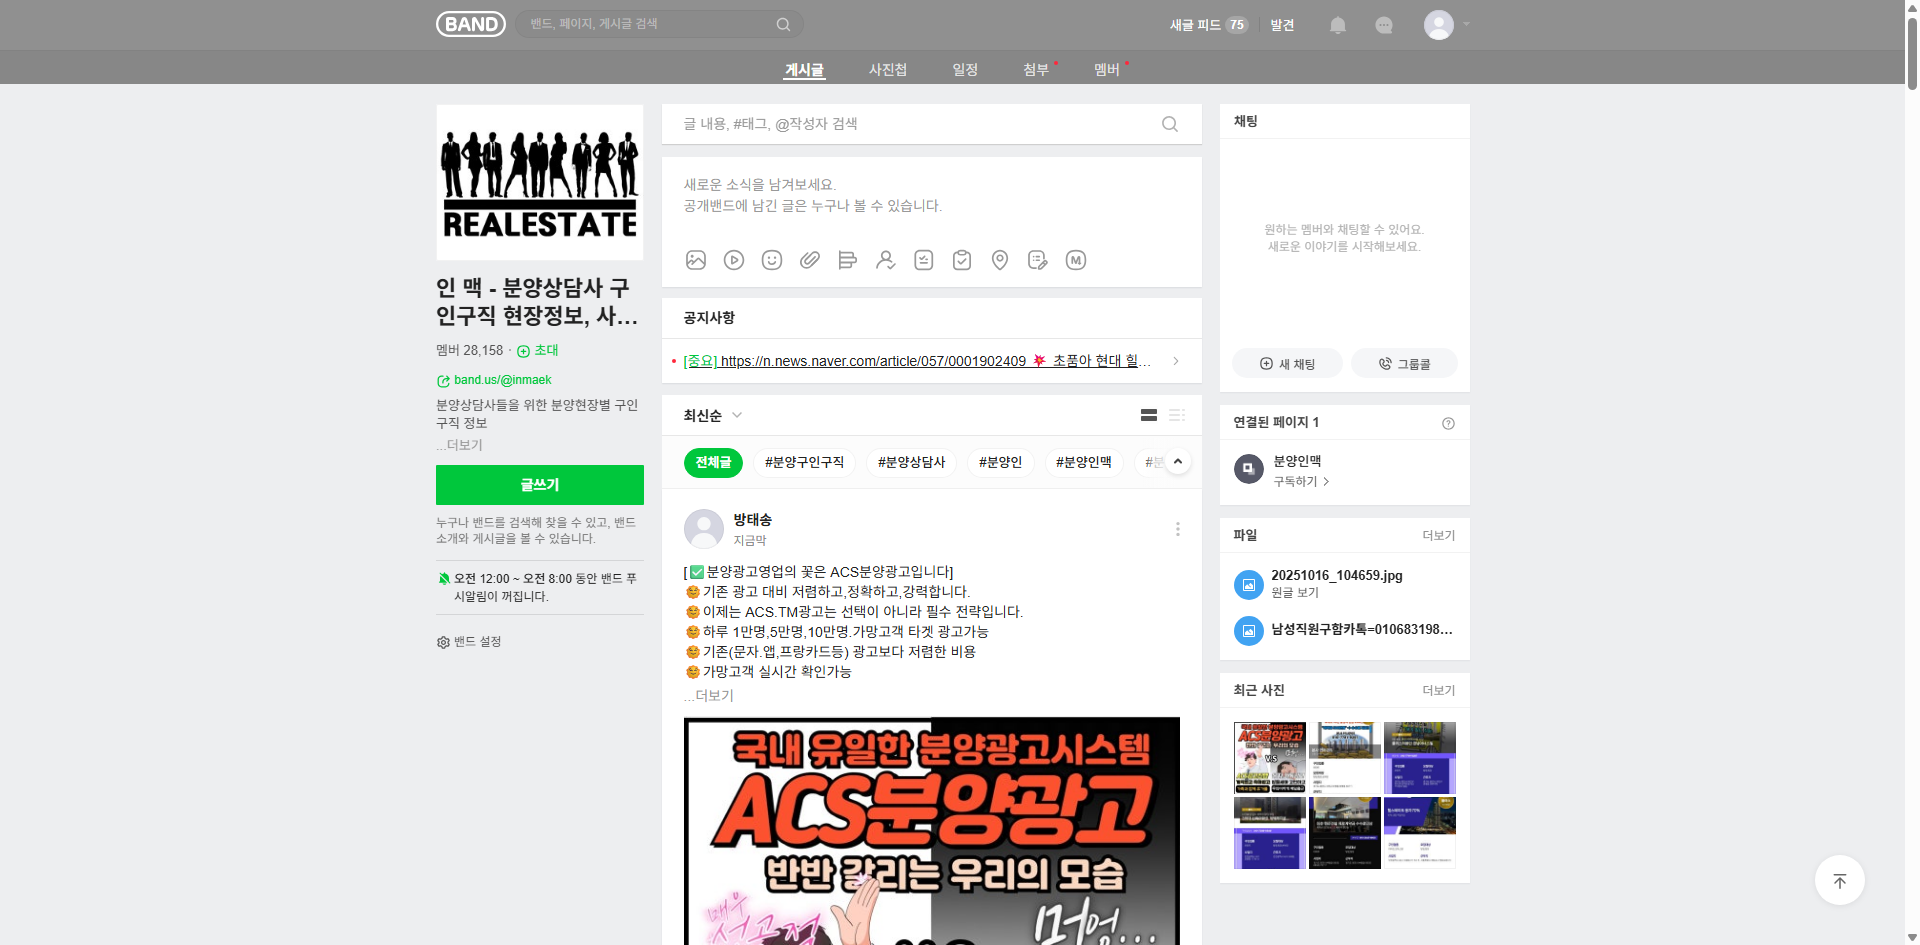 BAND
밴드, 페이지, 게시글 검색
새글 피드 75
발견
게시글
사진첩
일정
첨부
멤버
REALESTATE
인 맥 - 분양상담사 구
인구직 현장정보, 사...
멤버 28,158 · 초대
band.us/@inmaek
분양상담사들을 위한 분양현장별 구인
구직 정보
...더보기
글쓰기
누구나 밴드를 검색해 찾을 수 있고, 밴드
소개와 게시글을 볼 수 있습니다.
오전 12:00 ~ 오전 8:00 동안 밴드 푸
시알림이 꺼집니다.
밴드 설정
글 내용, #태그, @작성자 검색
새로운 소식을 남겨보세요.
공개밴드에 남긴 글은 누구나 볼 수 있습니다.
공지사항
[중요] https://n.news.naver.com/article/057/0001902409 💥 초품아 현대 힐...
최신순
전체글
#분양구인구직
#분양상담사
#분양인
#분양인맥
방태송
지금막
[✅분양광고영업의 꽃은 ACS분양광고입니다]
기존 광고 대비 저렴하고,정확하고,강력합니다.
이제는 ACS.TM광고는 선택이 아니라 필수 전략입니다.
하루 1만명,5만명,10만명.가망고객 타겟 광고가능
기존(문자.앱,프랑카드등) 광고보다 저렴한 비용
가망고객 실시간 확인가능
...더보기
국내 유일한 분양광고시스템
ACS분양광고
반반 갈리는 우리의 모습
멍엉...
채팅
원하는 멤버와 채팅할 수 있어요.
새로운 이야기를 시작해보세요.
새 채팅
그룹콜
연결된 페이지 1
분양인맥
구독하기
파일
더보기
20251016_104659.jpg
원글 보기
남성직원구함카톡=010683198...
최근 사진
더보기